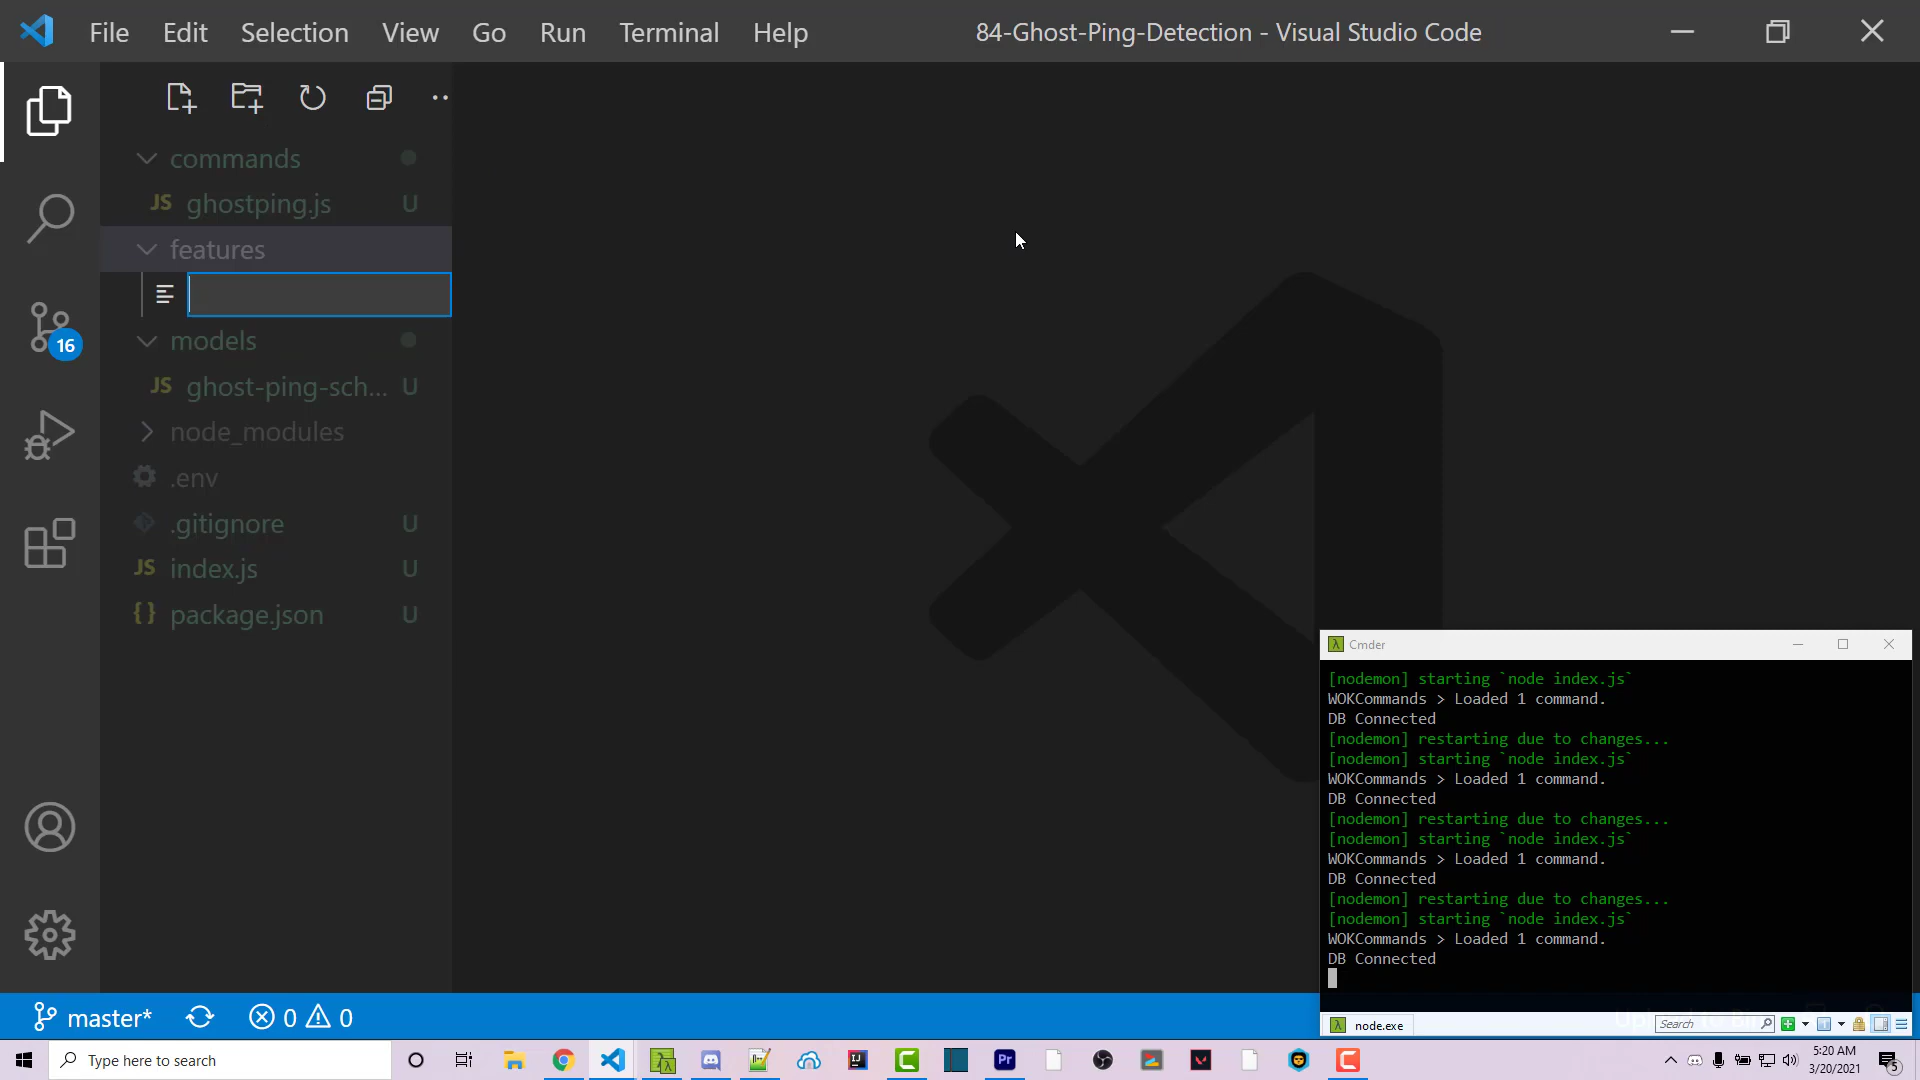 File Edit Selection View Go Run Terminal Help
84-Ghost-Ping-Detection - Visual Studio Code
commands
JS ghostping.js U
features
models
JS ghost-ping-sch... U
node_modules
.env
.gitignore U
JS index.js U
{} package.json U
16
Cmder
[nodemon] starting `node index.js`
WOKCommands > Loaded 1 command.
DB Connected
[nodemon] restarting due to changes...
[nodemon] starting `node index.js`
WOKCommands > Loaded 1 command.
DB Connected
[nodemon] restarting due to changes...
[nodemon] starting `node index.js`
WOKCommands > Loaded 1 command.
DB Connected
[nodemon] restarting due to changes...
[nodemon] starting `node index.js`
WOKCommands > Loaded 1 command.
DB Connected
node.exe
Search
master* 0 0
Type here to search
IJ
Pr
5:20 AM
3/20/2021
5